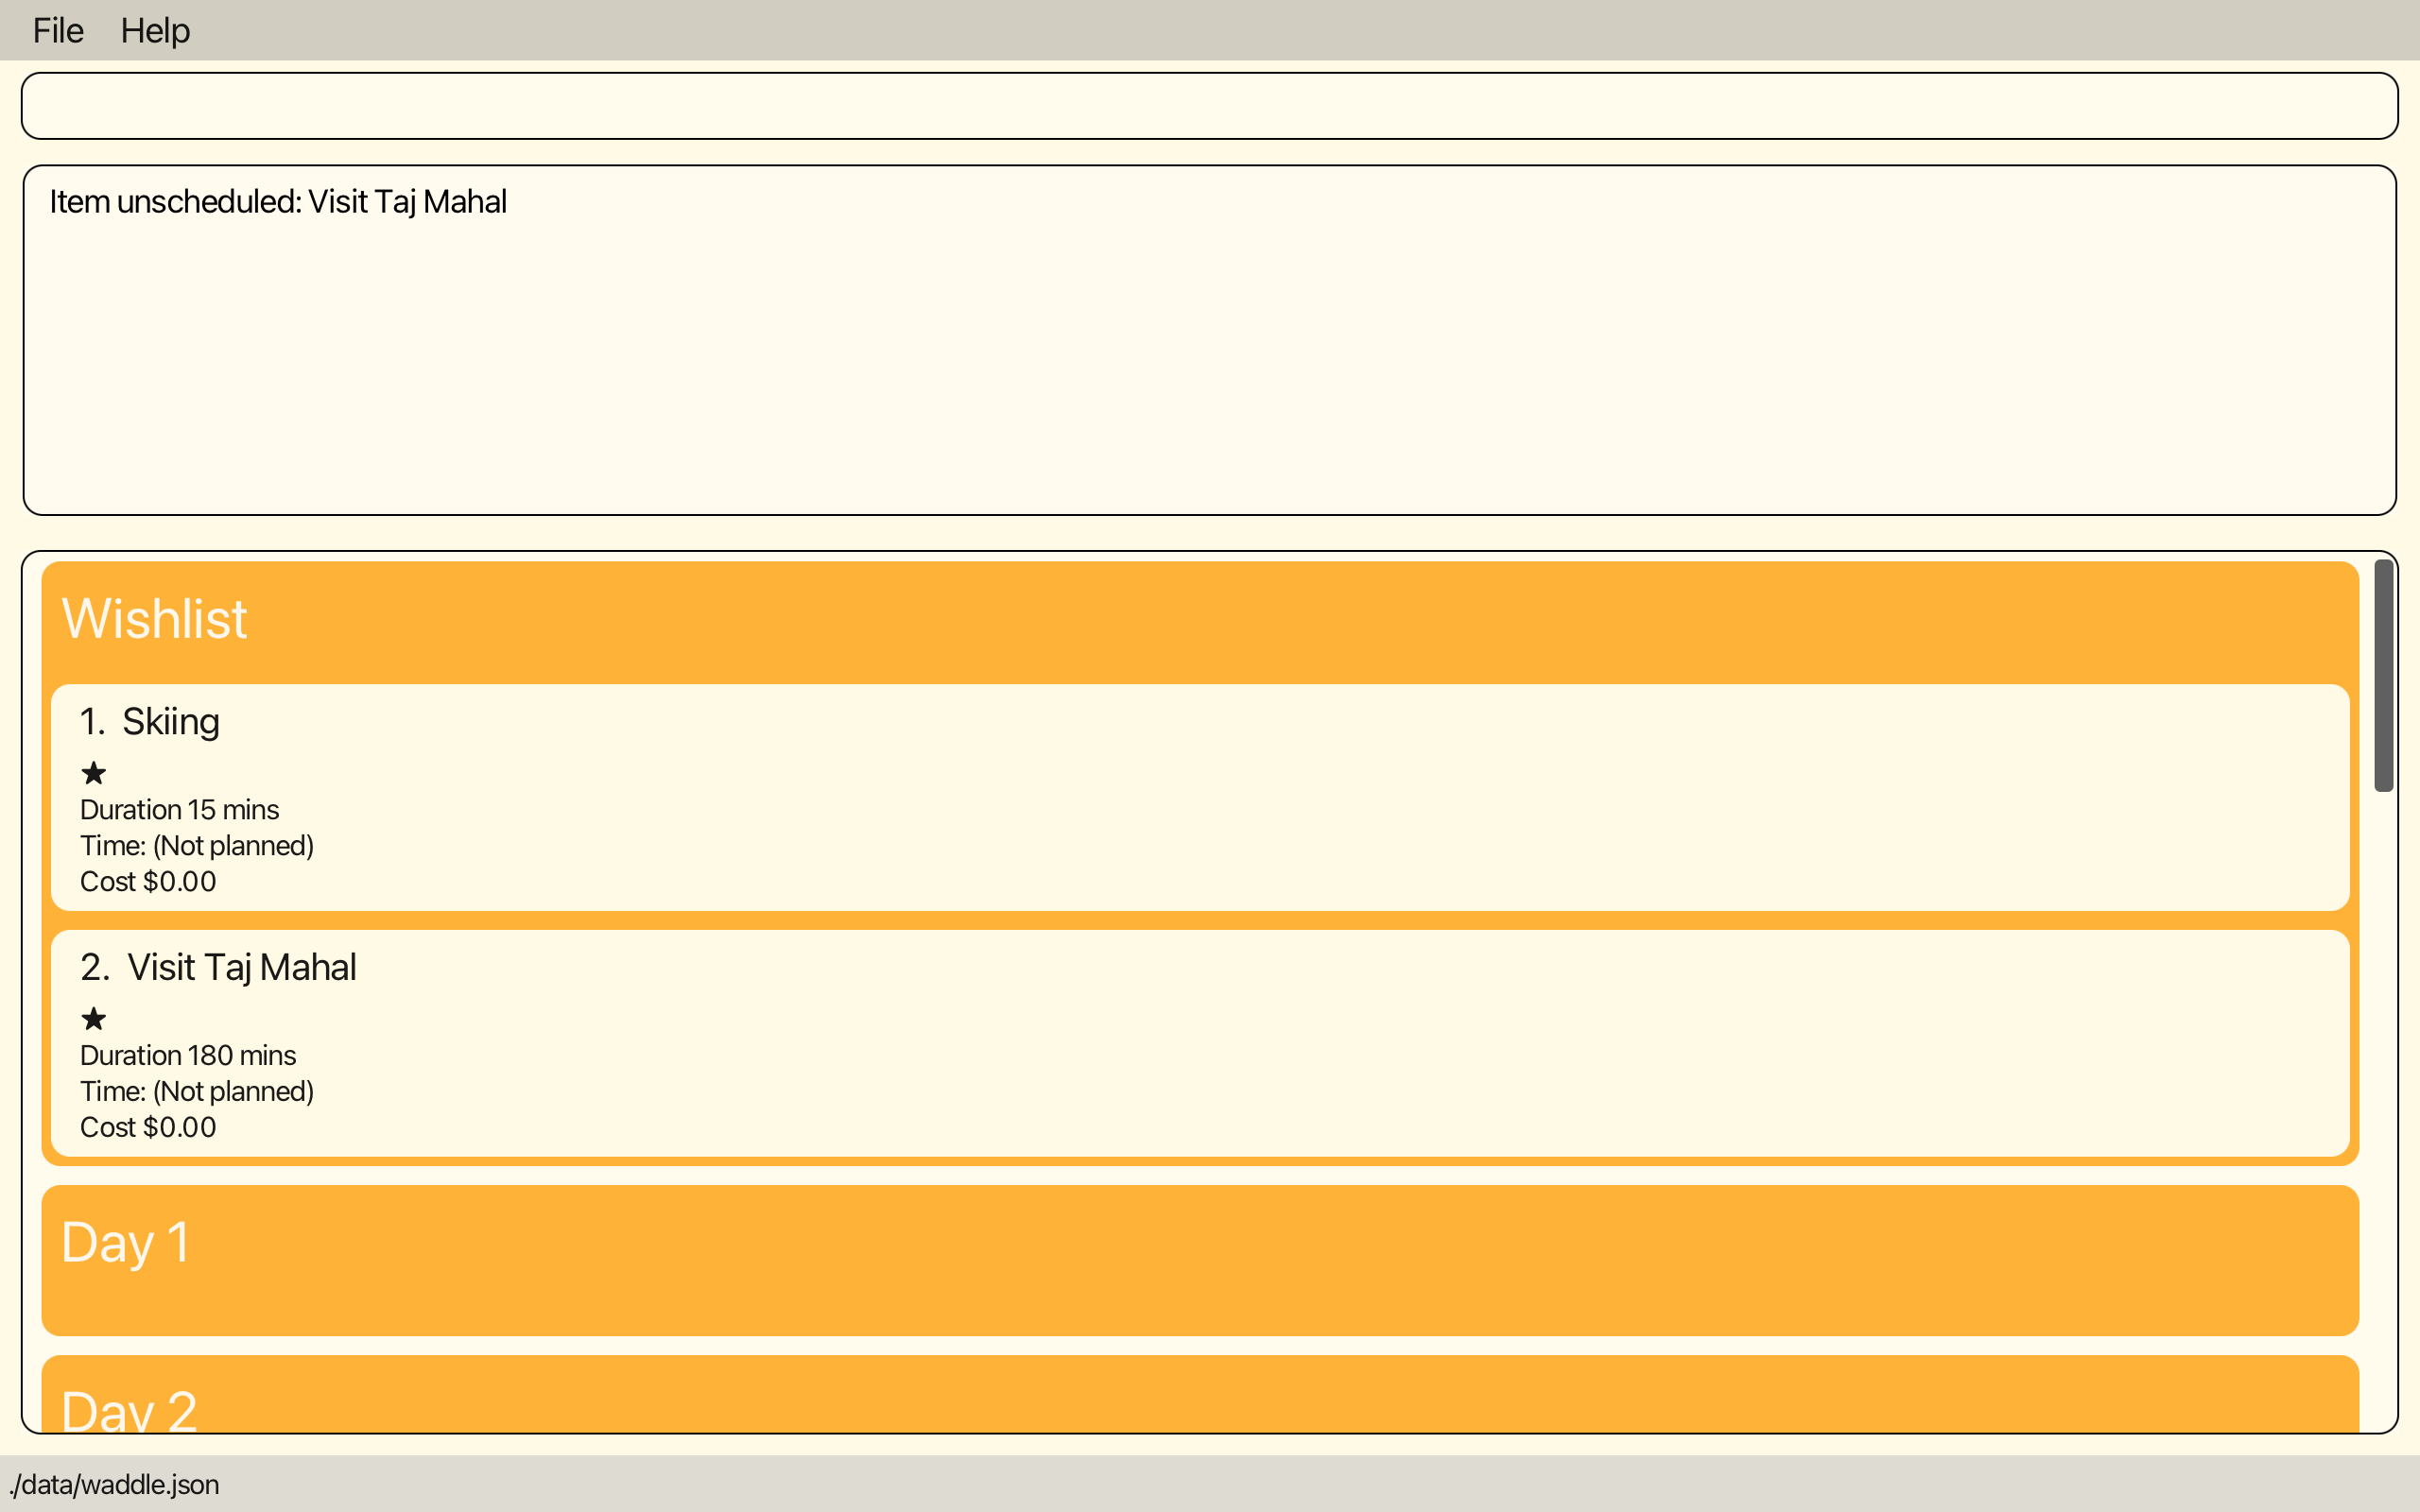 File Help
Item unscheduled: Visit Taj Mahal
Wishlist
1. Skiing
★
Duration 15 mins
Time: (Not planned)
Cost $0.00
2. Visit Taj Mahal
★
Duration 180 mins
Time: (Not planned)
Cost $0.00
Day 1
Day 2
./data/waddle.json